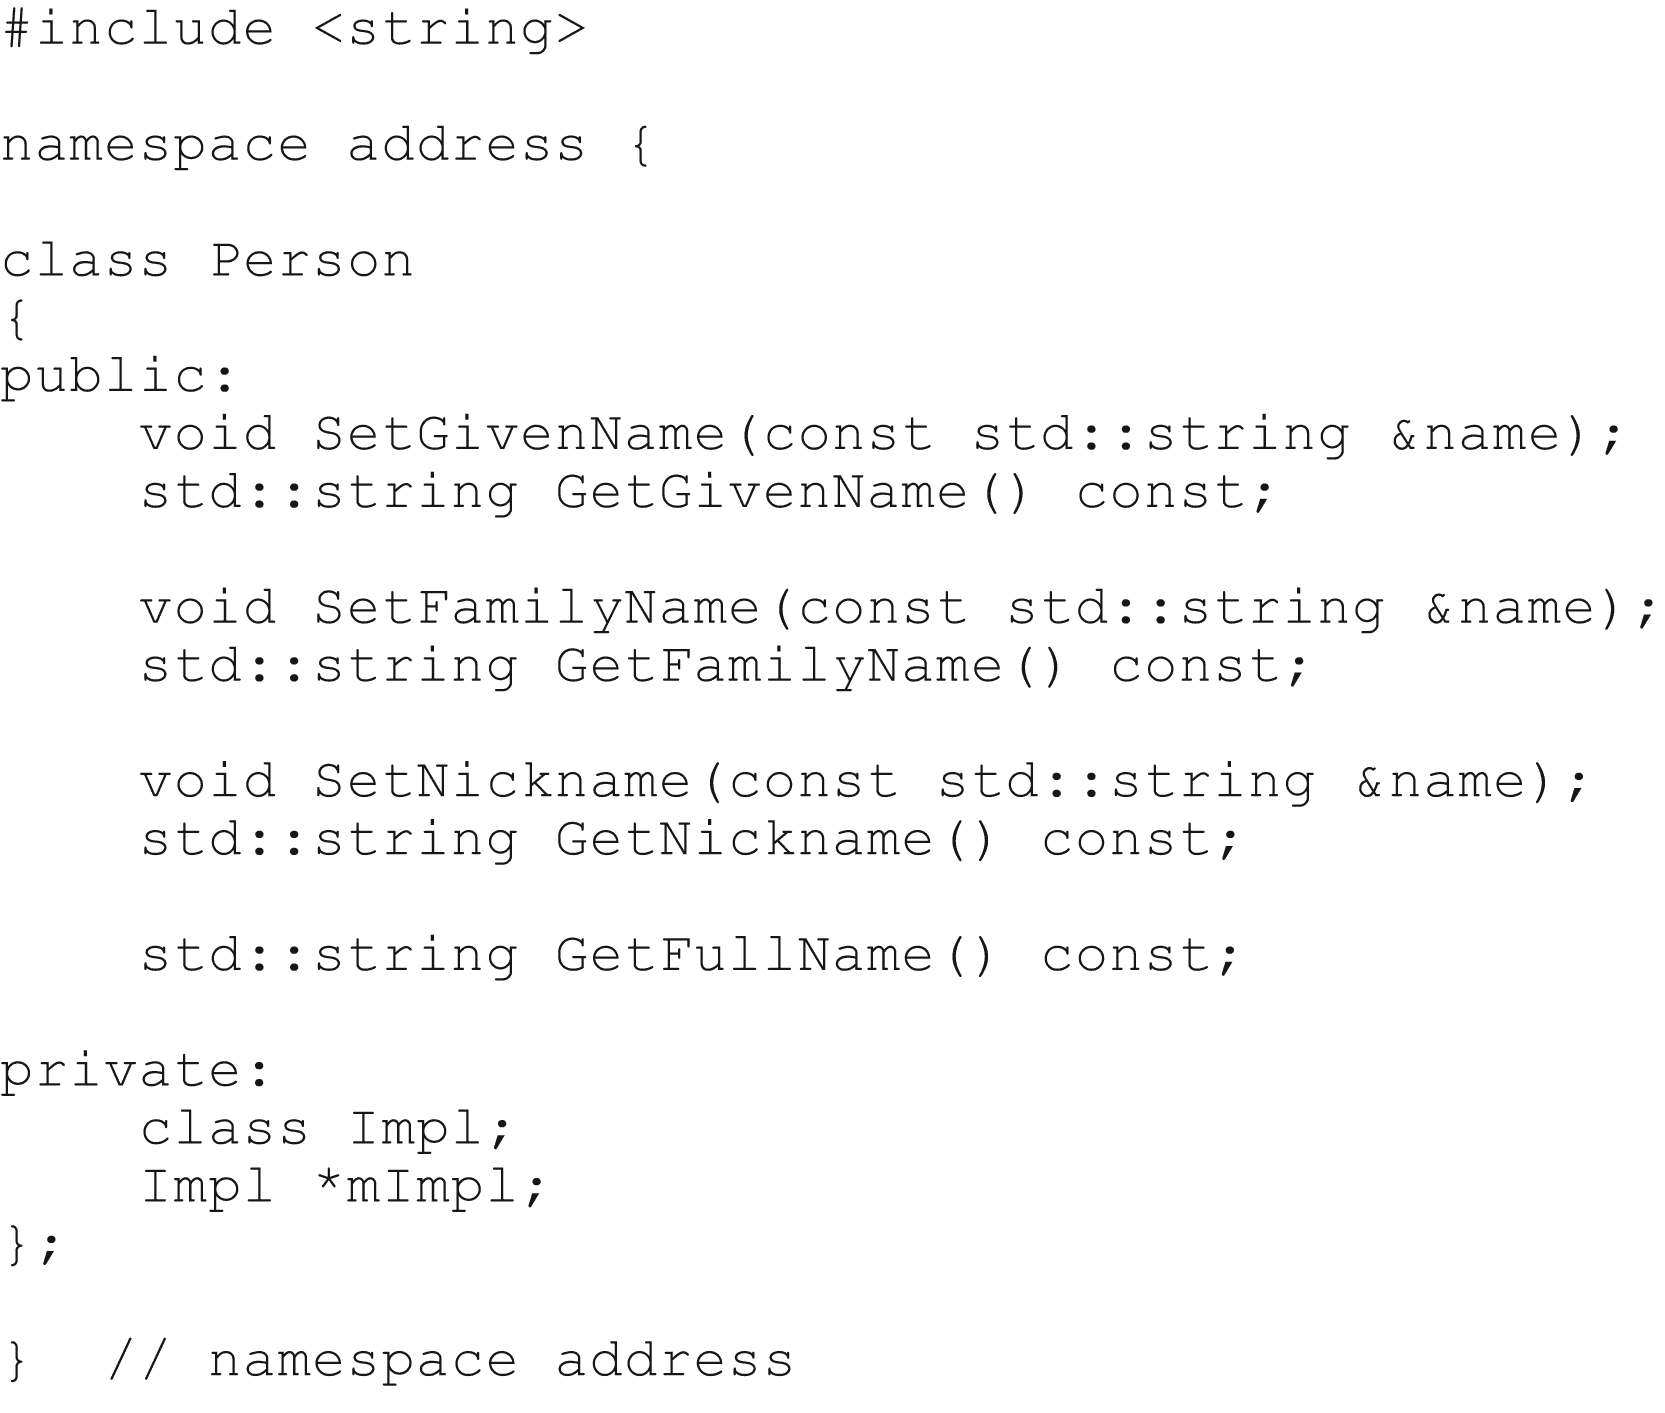 #include <string>

namespace address {

class Person
{
public:
    void SetGivenName(const std::string &name);
    std::string GetGivenName() const;

    void SetFamilyName(const std::string &name);
    std::string GetFamilyName() const;

    void SetNickname(const std::string &name);
    std::string GetNickname() const;

    std::string GetFullName() const;

private:
    class Impl;
    Impl *mImpl;
};

}  // namespace address